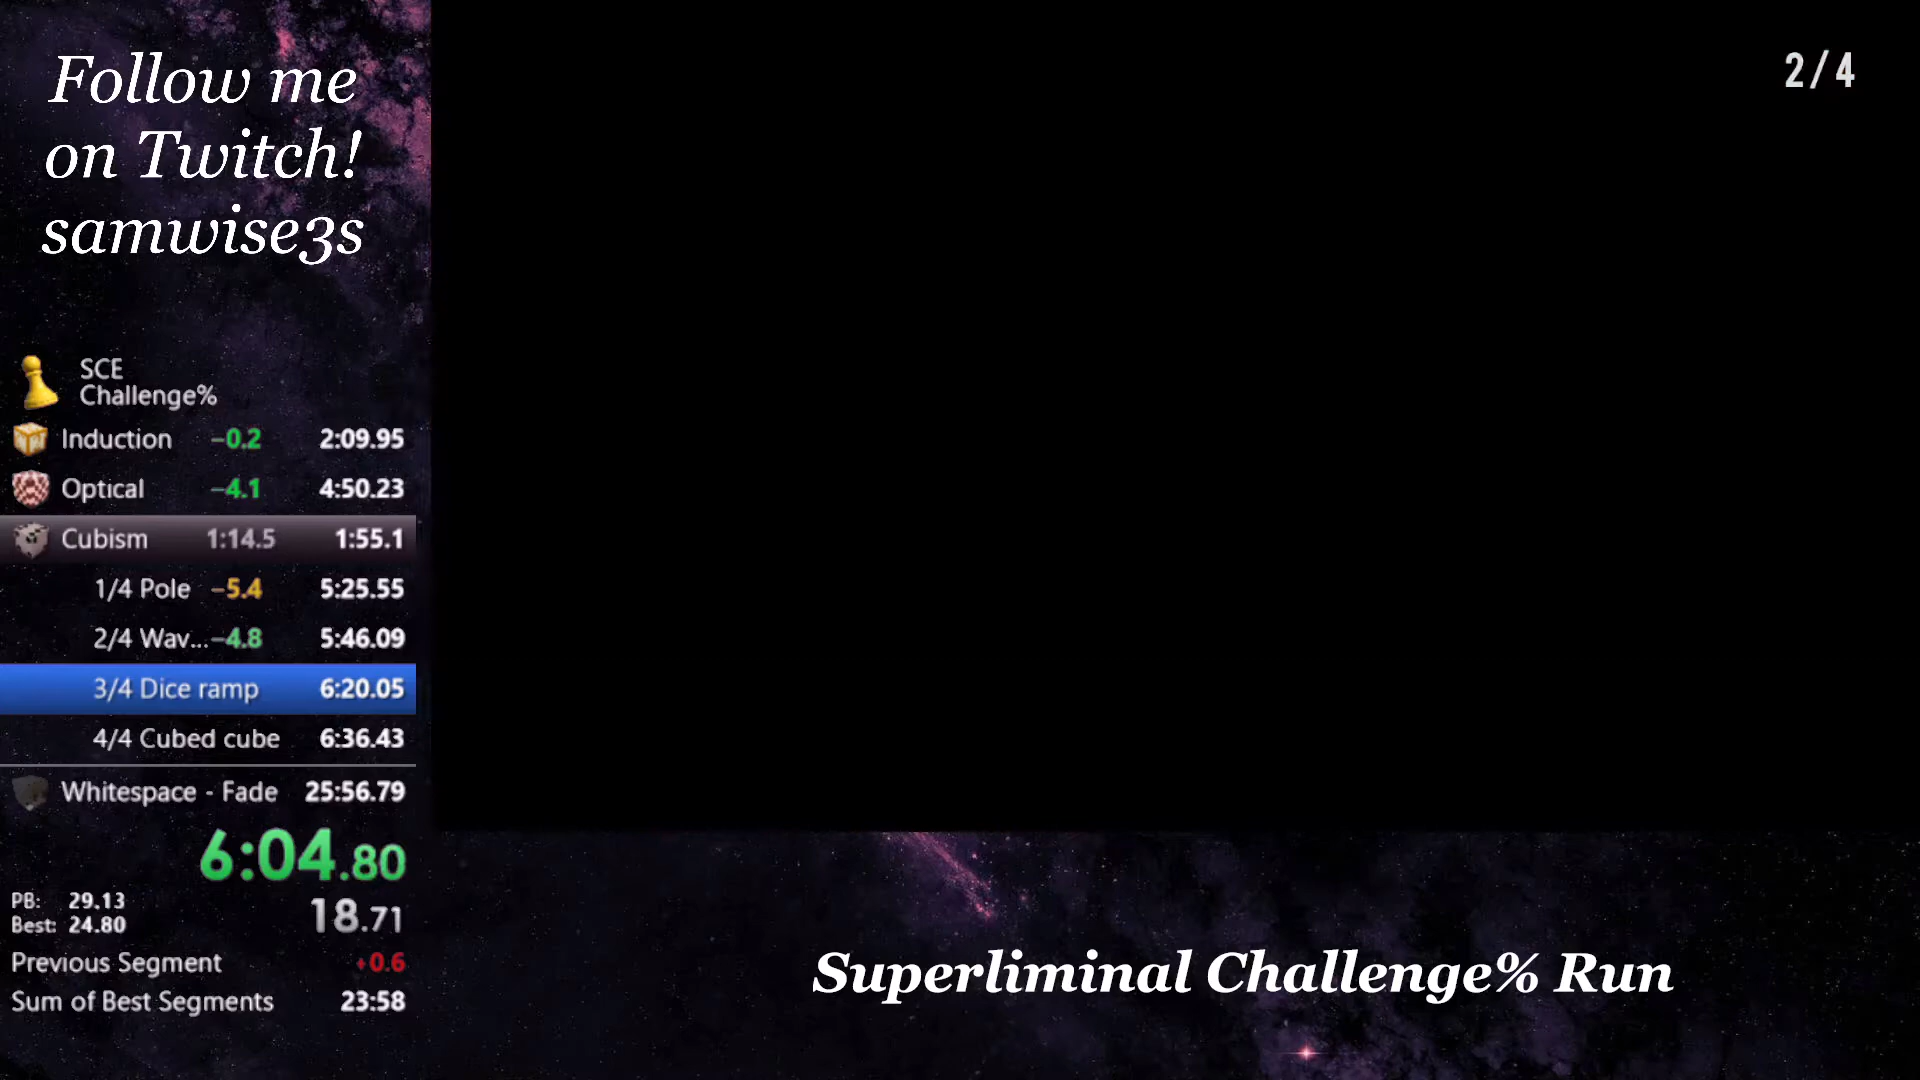 Follow me
on Twitch!
samwise3s
2/4
SCE
Challenge%
Induction -0.2 2:09.95
Optical -4.1 4:50.23
Cubism 1:14.5 1:55.1
1/4 Pole -5.4 5:25.55
2/4 Wav... -4.8 5:46.09
3/4 Dice ramp 6:20.05
4/4 Cubed cube 6:36.43
Whitespace - Fade 25:56.79
6:04.80
PB: 29.13
Best: 24.80
18.71
Previous Segment +0.6
Sum of Best Segments 23:58
Superliminal Challenge% Run